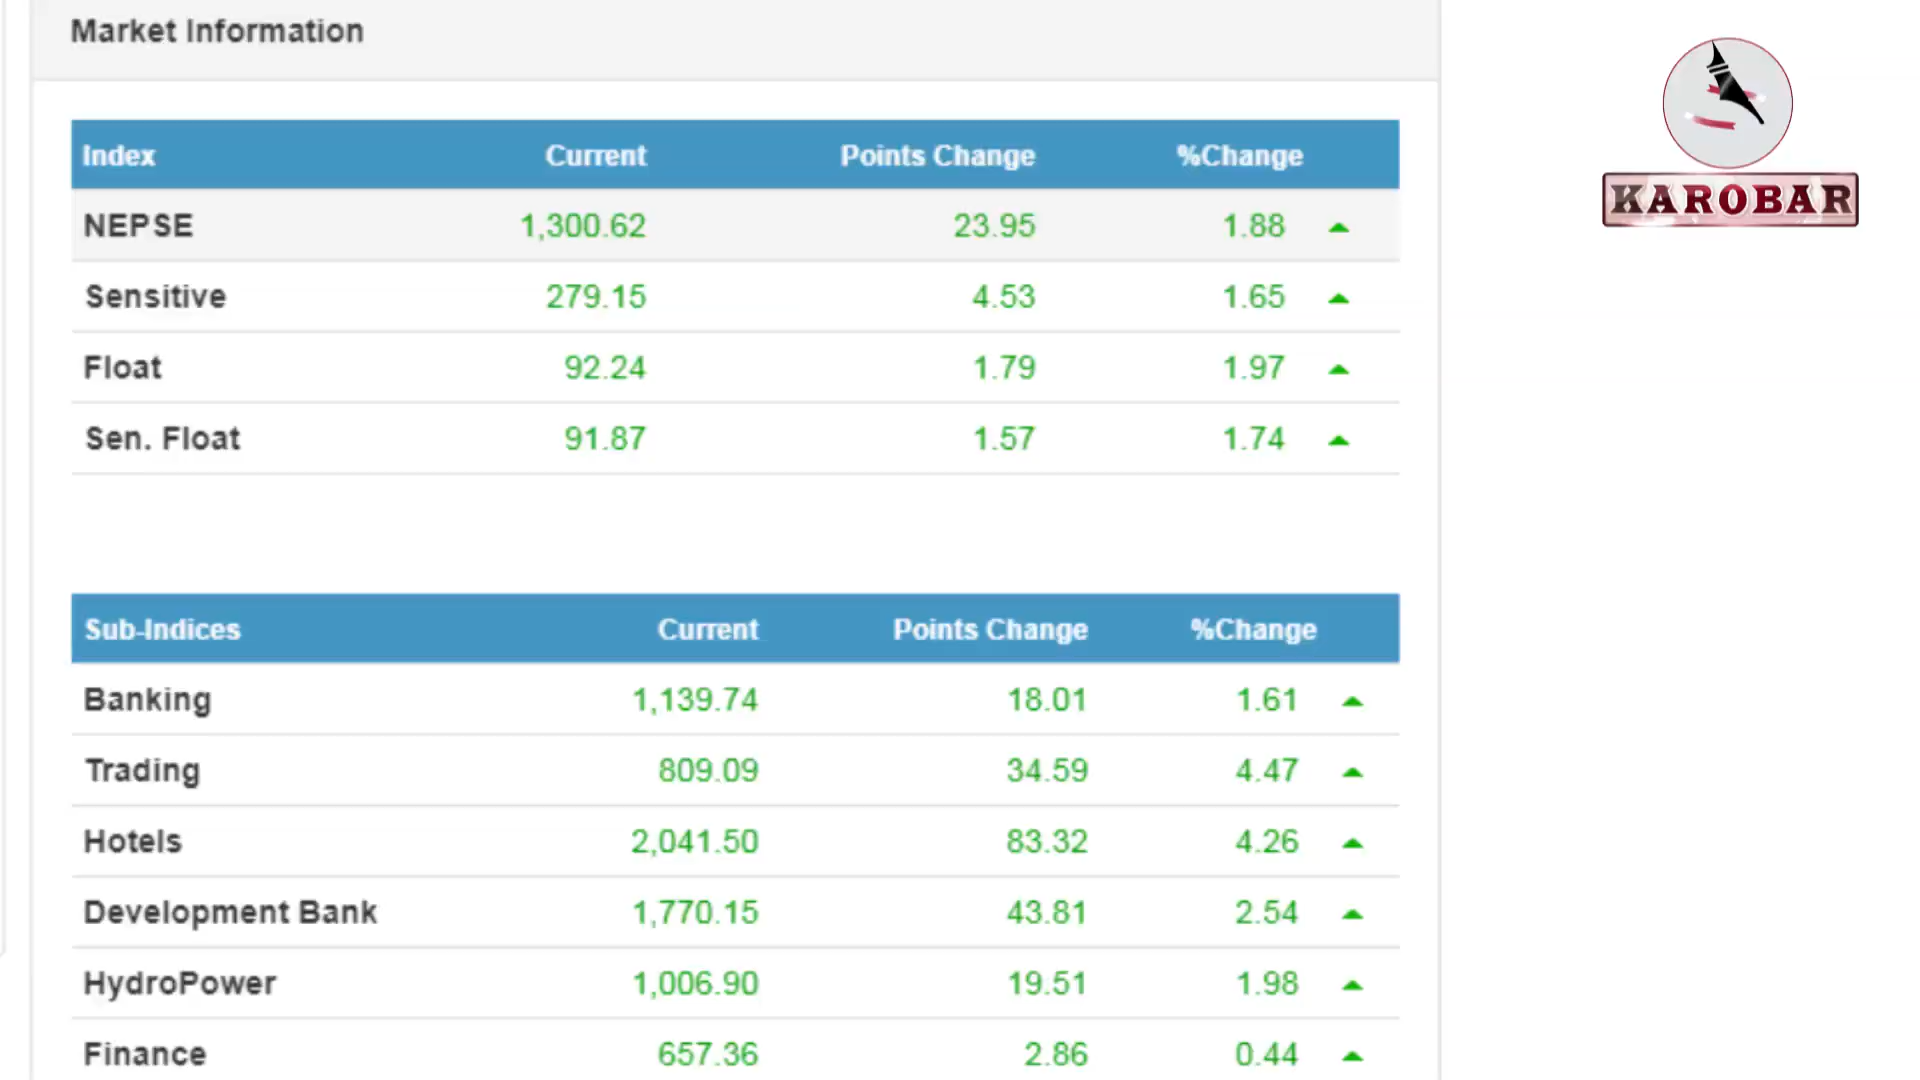 Market Information
Index Current Points Change %Change
NEPSE 1,300.62 23.95 1.88
Sensitive 279.15 4.53 1.65
Float 92.24 1.79 1.97
Sen. Float 91.87 1.57 1.74
Sub-Indices Current Points Change %Change
Banking 1,139.74 18.01 1.61
Trading 809.09 34.59 4.47
Hotels 2,041.50 83.32 4.26
Development Bank 1,770.15 43.81 2.54
HydroPower 1,006.90 19.51 1.98
Finance 657.36 2.86 0.44
KAROBAR